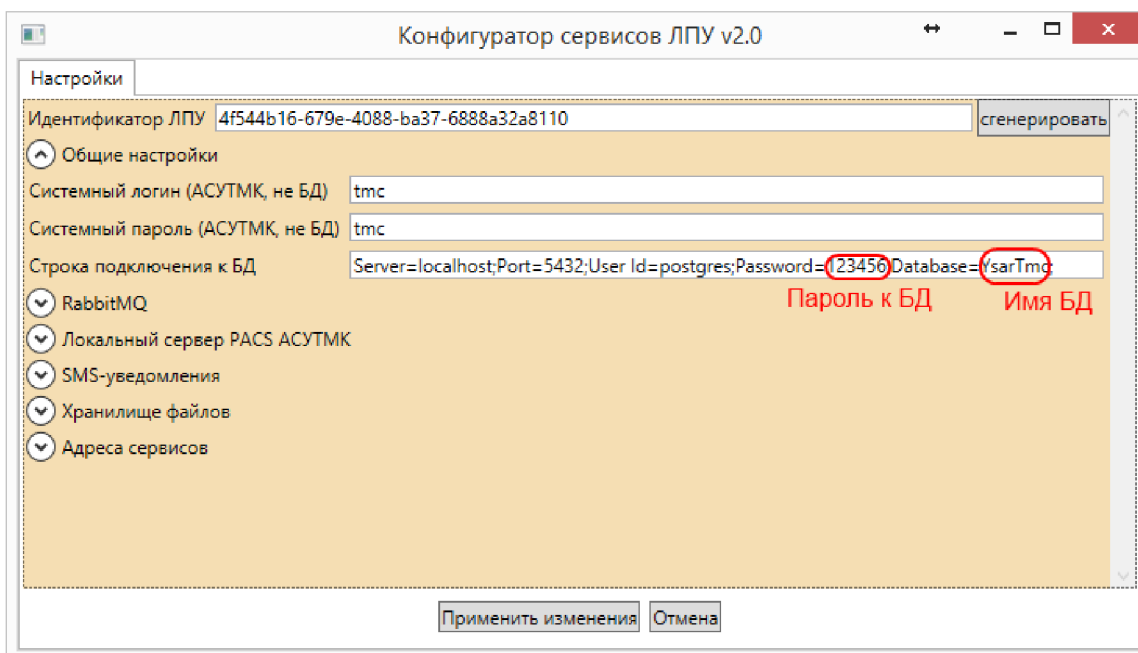 Конфигуратор сервисов ЛПУ v2.0
Настройки
Идентификатор ЛПУ 4f544b16-679e-4088-ba37-6888a32a8110 сгенерировать
Общие настройки
Системный логин (АСУТМК, не БД) tmc
Системный пароль (АСУТМК, не БД) tmc
Строка подключения к БД Server=localhost;Port=5432;User Id=postgres;Password=123456;Database=YsarTmc;
Пароль к БД Имя БД
RabbitMQ
Локальный сервер PACS АСУТМК
SMS-уведомления
Хранилище файлов
Адреса сервисов
Применить изменения Отмена